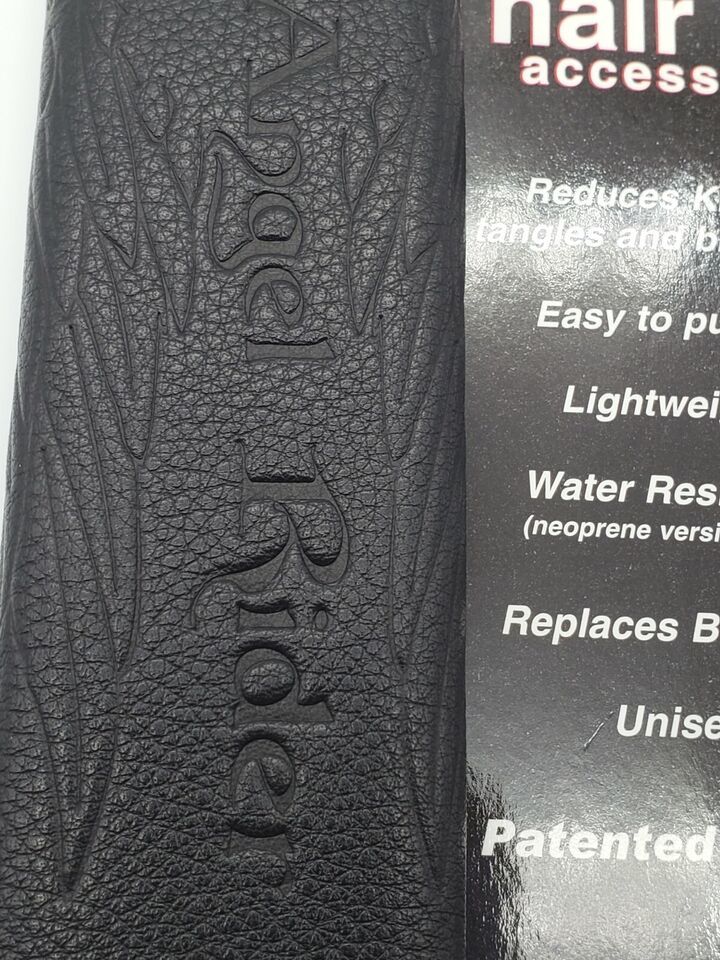 Angel Rider
hair
access
Reduces K
tangles and b
Easy to pu
Lightwei
Water Res
(neoprene versi
Replaces B
Unise
Patented